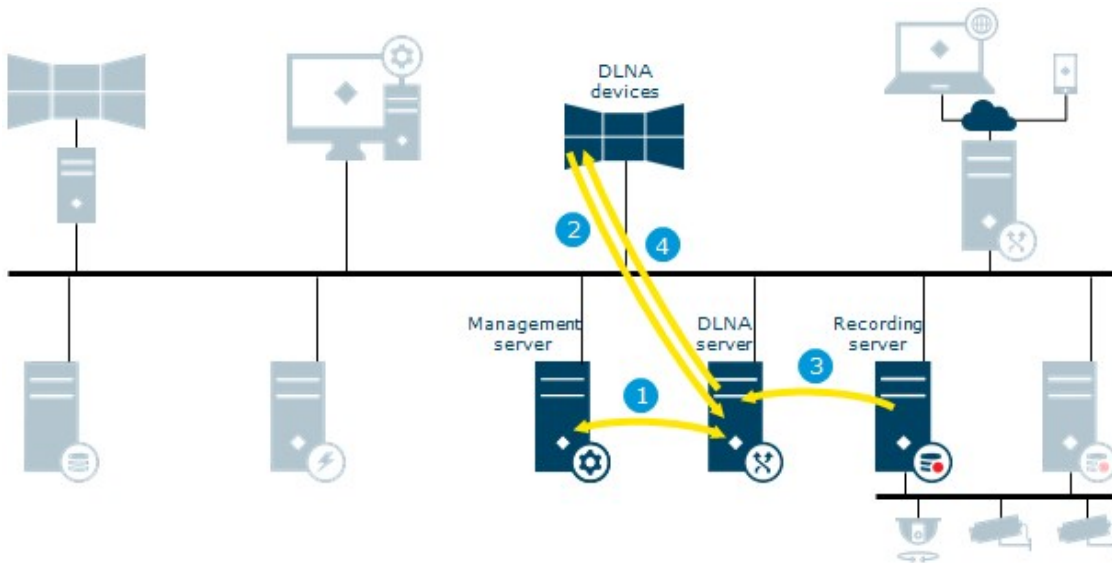 DLNA
devices
2
4
Management
server
DLNA
server
Recording
server
1
3